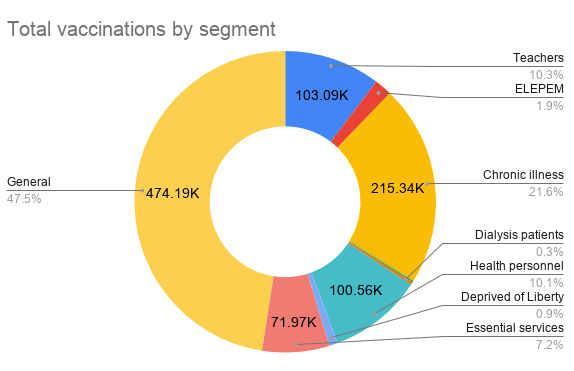 Total vaccinations by segment
Teachers
10.3%
ELEPEM
1.9%
103.09K
Chronic illness
21.6%
215.34K
General
47.5%
474.19K
Dialysis patients
0.3%
Health personnel
10.1%
100.56K
Deprived of Liberty
0.9%
Essential services
7.2%
71.97K